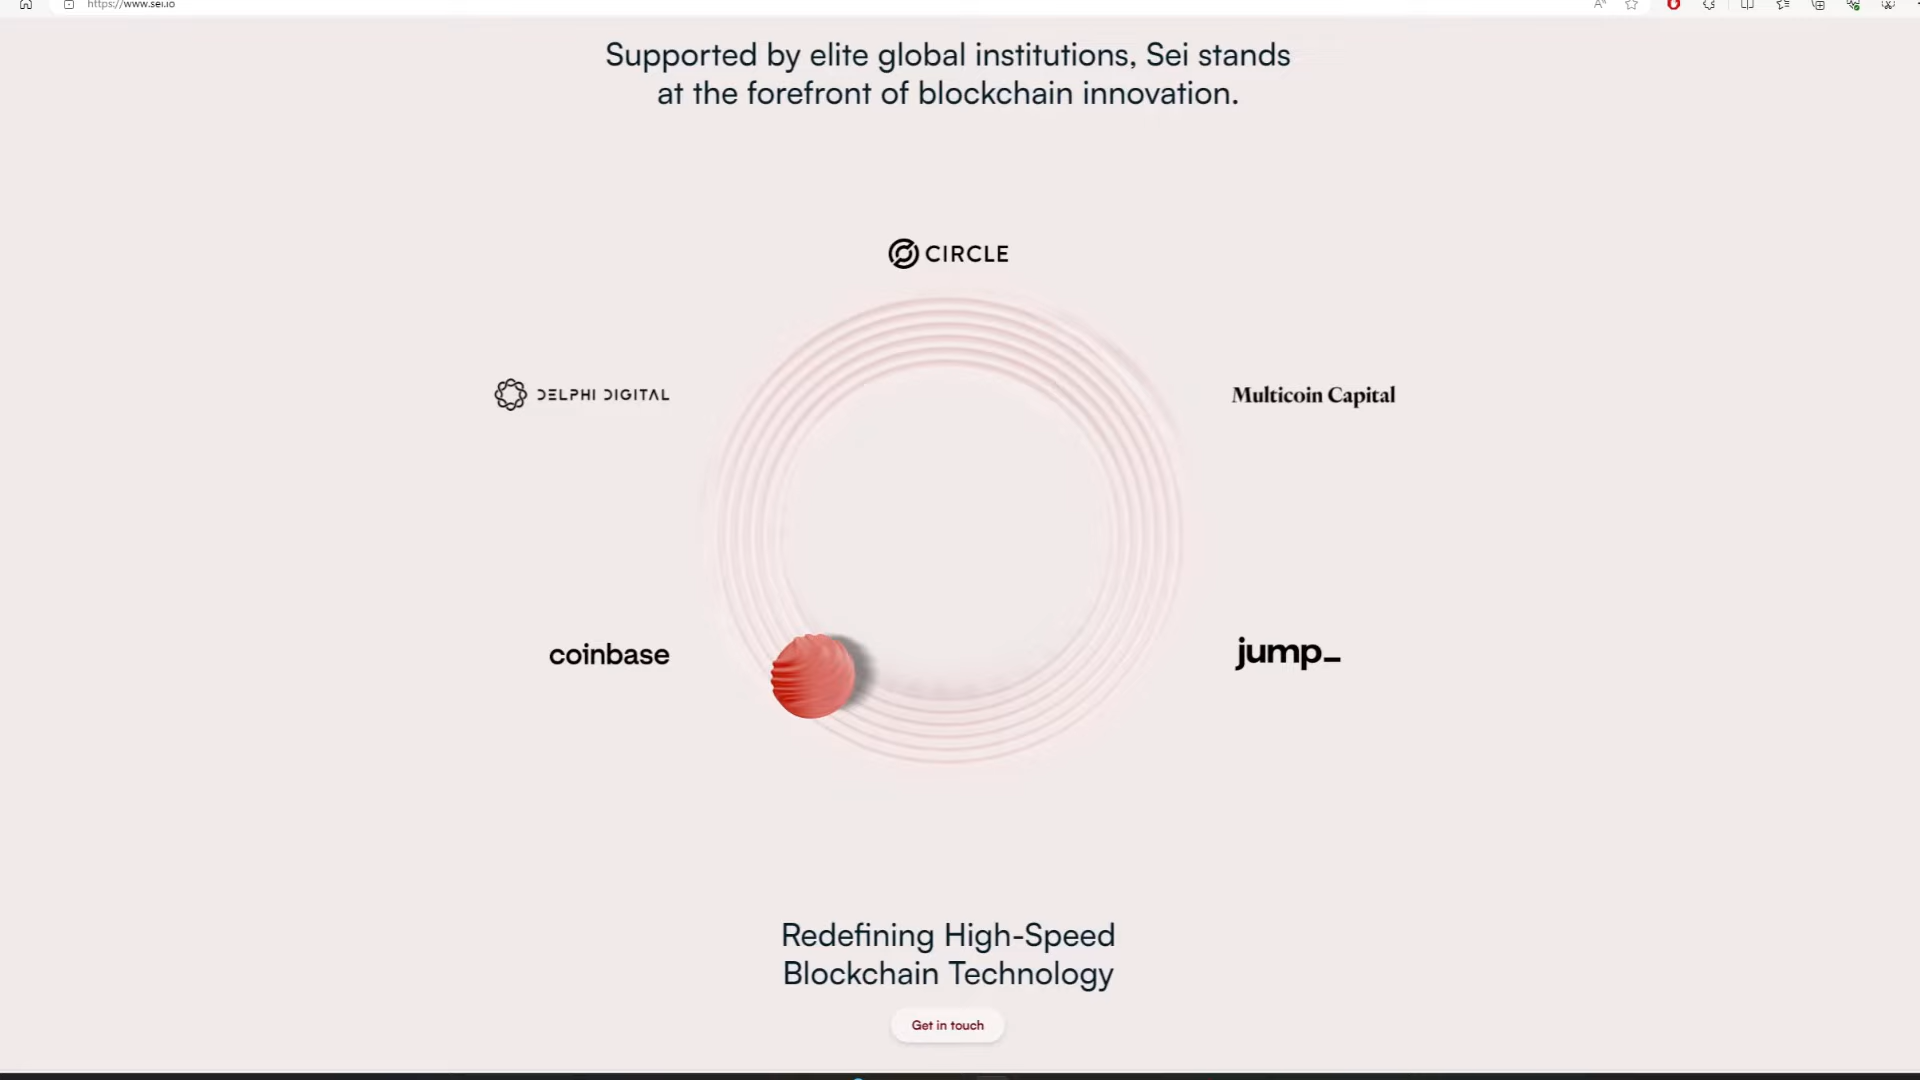 https://www.sei.io
Supported by elite global institutions, Sei stands
at the forefront of blockchain innovation.
CIRCLE
DELPHI DIGITAL
Multicoin Capital
coinbase
jump_
Redefining High-Speed
Blockchain Technology
Get in touch